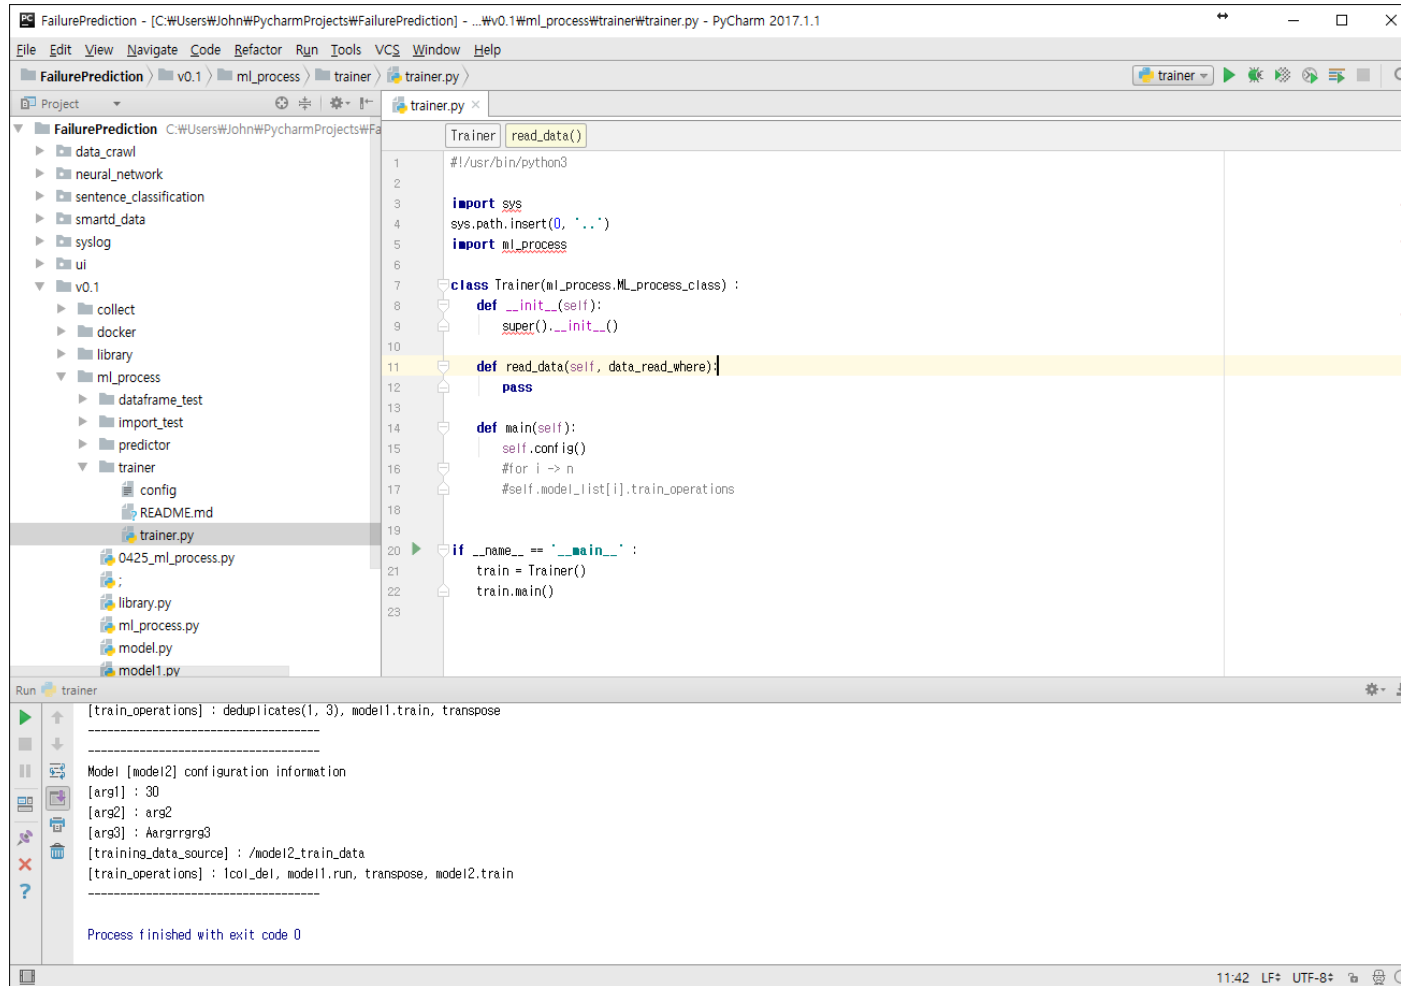 FailurePrediction - [C:₩Users₩John₩PycharmProjects₩FailurePrediction] - ...₩v0.1₩ml_process₩trainer₩trainer.py - PyCharm 2017.1.1
File Edit View Navigate Code Refactor Run Tools VCS Window Help
FailurePrediction v0.1 ml_process trainer trainer.py trainer
Project
trainer.py
FailurePrediction C:₩Users₩John₩PycharmProjects₩Fa
data_crawl
neural_network
sentence_classification
smartd_data
syslog
ui
v0.1
collect
docker
library
ml_process
dataframe_test
import_test
predictor
trainer
config
README.md
trainer.py
0425_ml_process.py
;
library.py
ml_process.py
model.py
model1.py
Trainer read_data()
1 #!/usr/bin/python3
2
3 import sys
4 sys.path.insert(0, '..')
5 import ml_process
6
7 class Trainer(ml_process.ML_process_class) :
8 def __init__(self):
9 super().__init__()
10
11 def read_data(self, data_read_where):
12 pass
13
14 def main(self):
15 self.config()
16 #for i -> n
17 #self.model_list[i].train_operations
18
19
20 if __name__ == '__main__' :
21 train = Trainer()
22 train.main()
23
Run trainer
[train_operations] : deduplicates(1, 3), model1.train, transpose
------------------------------------
------------------------------------
Model [model2] configuration information
[arg1] : 30
[arg2] : arg2
[arg3] : Aargrrgrg3
[training_data_source] : /model2_train_data
[train_operations] : 1col_del, model1.run, transpose, model2.train
------------------------------------
Process finished with exit code 0
11:42 LF UTF-8